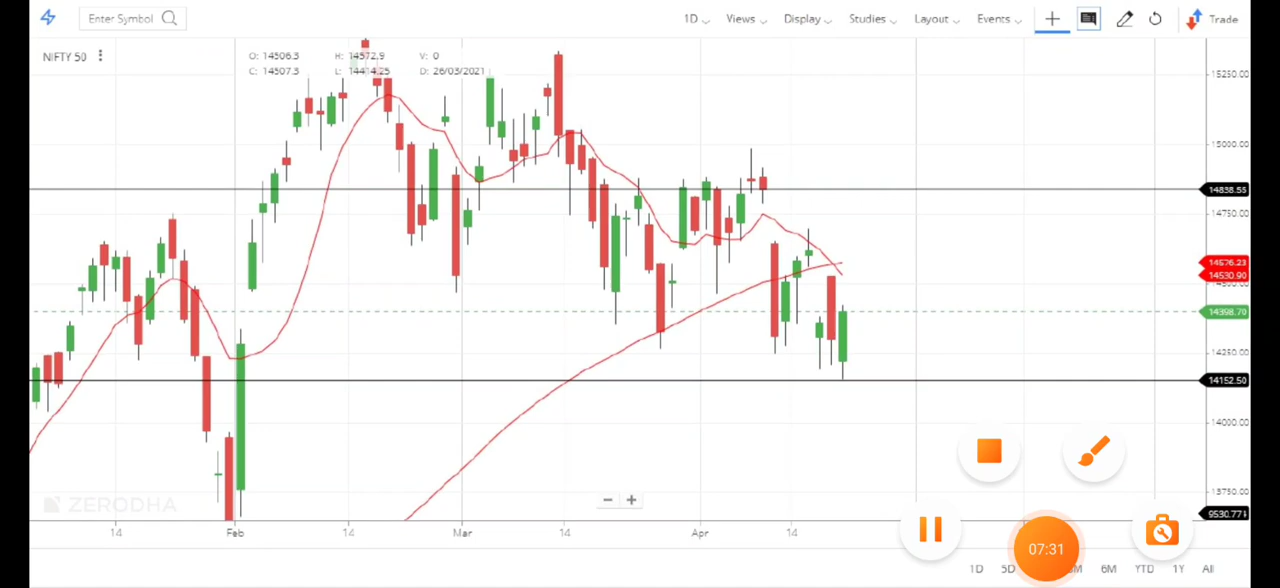 Enter Symbol 1D Views Display Studies Layout Events Trade
NIFTY 50 O: 14506.3 H: 14572.9 V: 0
C: 14507.3 L: 14414.25 D: 26/03/2021
15250.00
15000.00
14838.55
14750.00
14576.23
14530.90
14398.70
14250.00
14152.50
14000.00
ZERODHA
13750.00
9530.771
14 Feb 14 Mar 14 Apr 14
07:31
1D 5D 6M YTD 1Y All